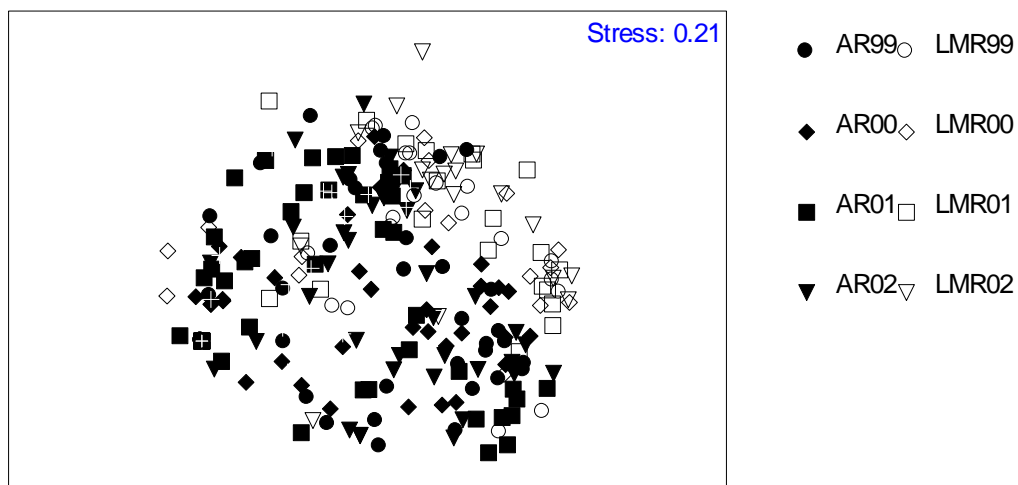 Stress: 0.21
AR99 LMR99
AR00 LMR00
AR01 LMR01
AR02 LMR02